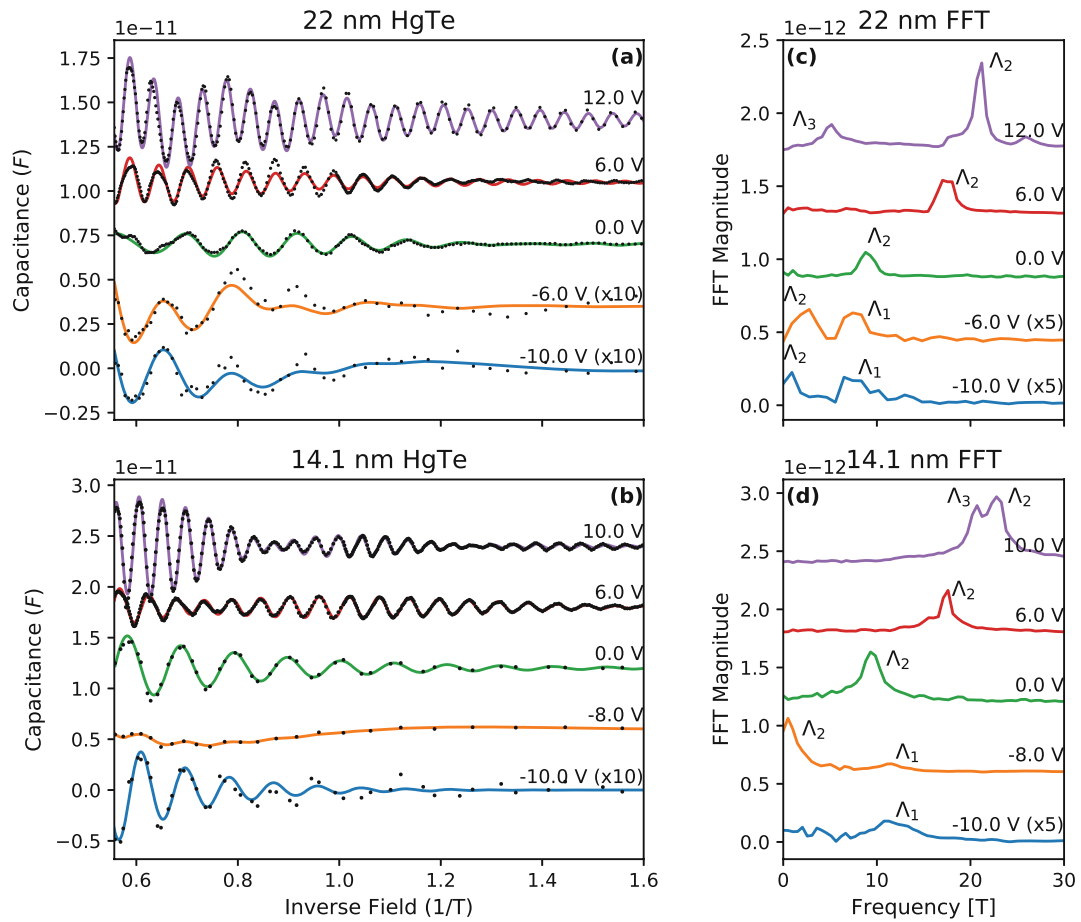 22 nm HgTe
1e−11
(a)
Capacitance (F)
1.75
1.50
1.25
1.00
0.75
0.50
0.25
0.00
−0.25
12.0 V
6.0 V
0.0 V
-6.0 V (x10)
-10.0 V (x10)
22 nm FFT
1e−12
(c)
FFT Magnitude
2.5
2.0
1.5
1.0
0.5
0.0
Λ2
Λ3
12.0 V
Λ2
6.0 V
Λ2
0.0 V
Λ2
Λ1
-6.0 V (x5)
Λ2
Λ1
-10.0 V (x5)
14.1 nm HgTe
1e−11
(b)
Capacitance (F)
3.0
2.5
2.0
1.5
1.0
0.5
0.0
−0.5
10.0 V
6.0 V
0.0 V
-8.0 V
-10.0 V (x10)
0.6 0.8 1.0 1.2 1.4 1.6
Inverse Field (1/T)
14.1 nm FFT
1e−12
(d)
FFT Magnitude
3.0
2.5
2.0
1.5
1.0
0.5
0.0
Λ3 Λ2
10.0 V
Λ2
6.0 V
Λ2
0.0 V
Λ2
Λ1
-8.0 V
Λ1
-10.0 V (x5)
0 10 20 30
Frequency [T]